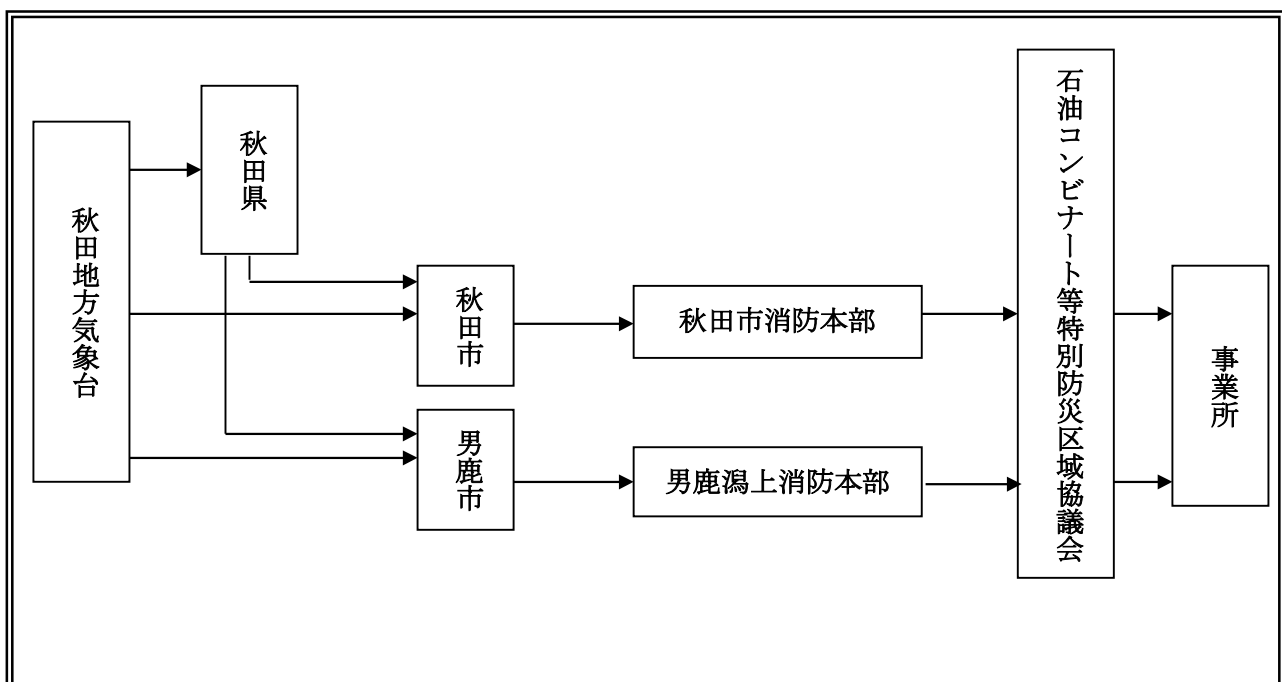 秋田地方気象台
秋田県
秋田市
男鹿市
秋田市消防本部
男鹿潟上消防本部
石油コンビナート等特別防災区域協議会
事業所